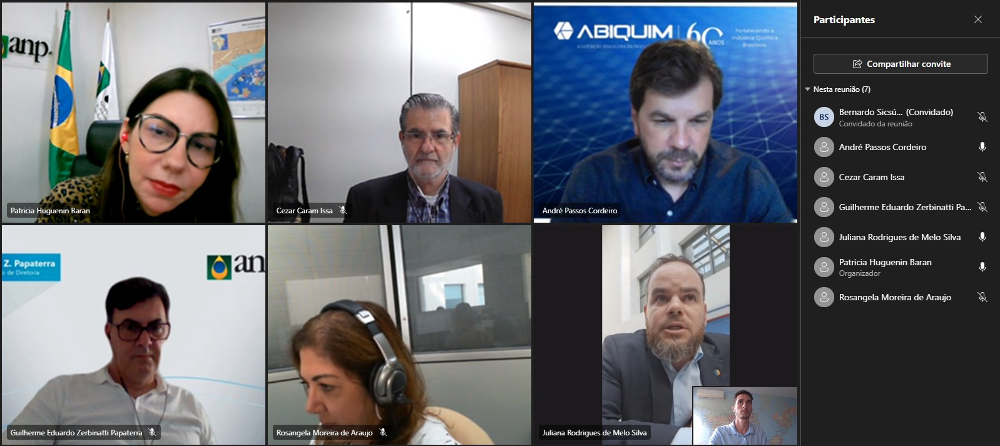 anp.
Patricia Huguenin Baran
Cezar Caram Issa
ABIQUIM
60
ANOS
Fortalecendo a
Indústria Química
Brasileira
André Passos Cordeiro
Z. Papaterra
o de Diretoria
an
Guilherme Eduardo Zerbinatti Papaterra
Rosangela Moreira de Araujo
Juliana Rodrigues de Melo Silva
Participantes
Compartilhar convite
Nesta reunião (7)
BS
Bernardo Sicsú... (Convidado)
Convidado da reunião
André Passos Cordeiro
Cezar Caram Issa
Guilherme Eduardo Zerbinatti Pa...
Juliana Rodrigues de Melo Silva
Patricia Huguenin Baran
Organizador
Rosangela Moreira de Araujo